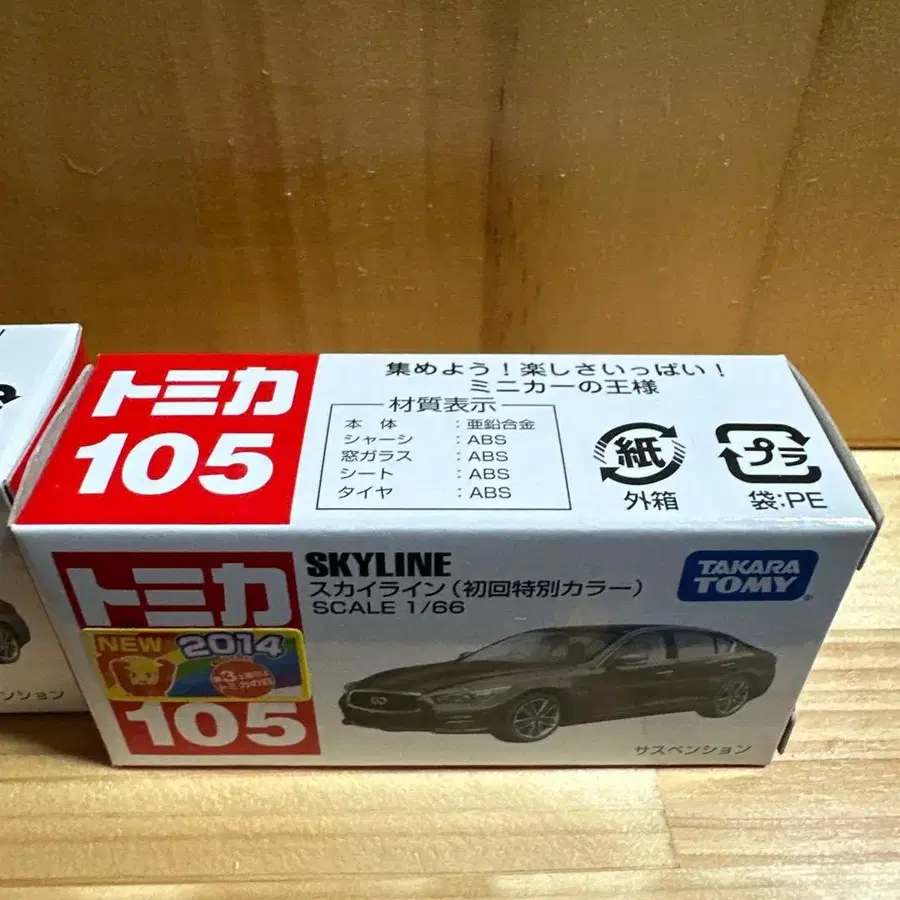 トミカ
105
集めよう！楽しさいっぱい！
ミニカーの王様
材質表示
本体 ：亜鉛合金
シャーシ ：ABS
窓ガラス ：ABS
シート ：ABS
タイヤ ：ABS
紙
外箱
プラ
袋:PE
トミカ
105
NEW 2014
SKYLINE
スカイライン（初回特別カラー）
SCALE 1/66
TAKARA
TOMY®
サスペンション
ンション